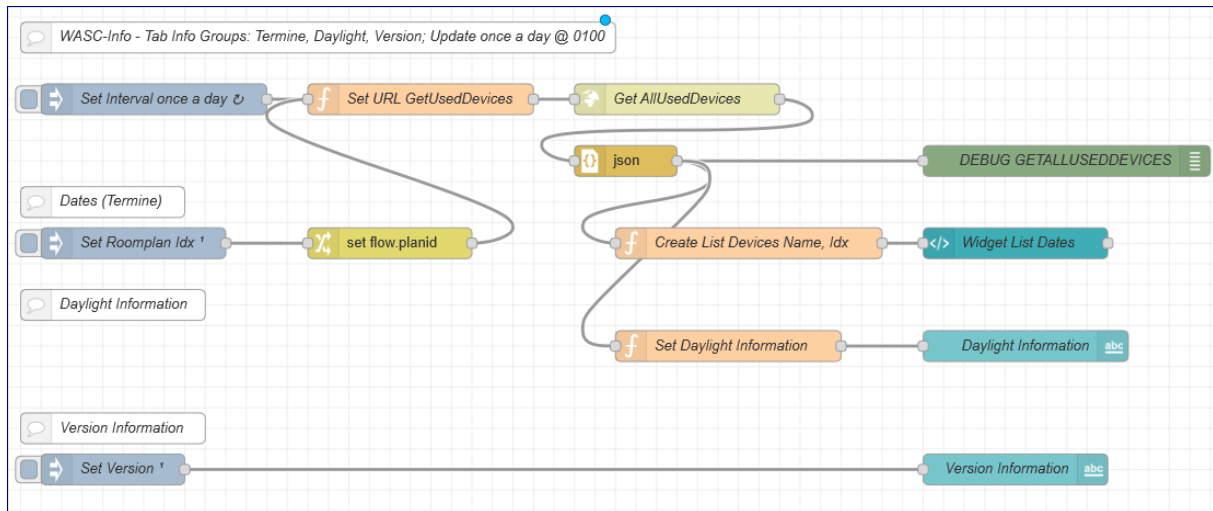 WASC-Info - Tab Info Groups: Termine, Daylight, Version; Update once a day @ 0100
Set Interval once a day ↻
Set URL GetUsedDevices
Get AllUsedDevices
json
DEBUG GETALLUSEDDEVICES
Dates (Termine)
Set Roomplan Idx ¹
set flow.planid
Create List Devices Name, Idx
Widget List Dates
Daylight Information
Set Daylight Information
Daylight Information
abc
Version Information
Set Version ¹
Version Information
abc